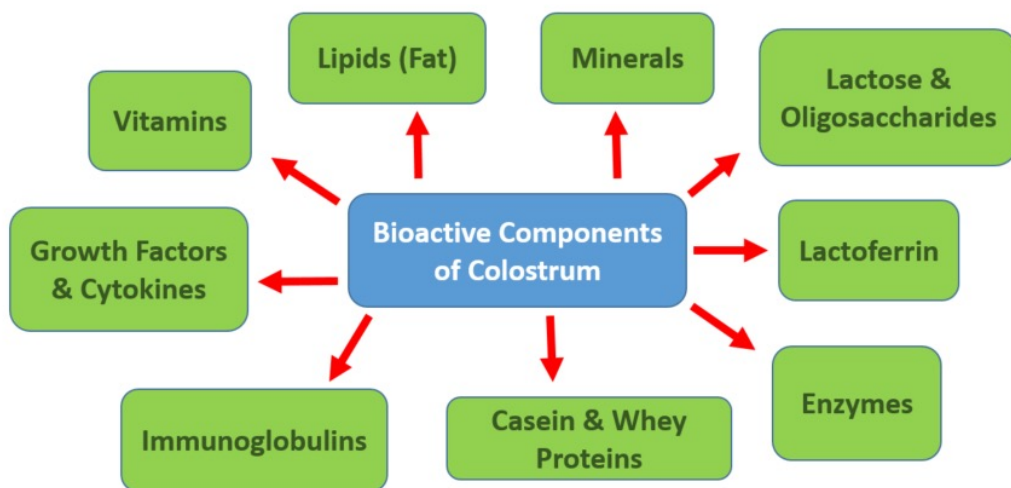 Lipids (Fat)
Minerals
Lactose &
Oligosaccharides
Vitamins
Bioactive Components
of Colostrum
Growth Factors
& Cytokines
Lactoferrin
Immunoglobulins
Casein & Whey
Proteins
Enzymes